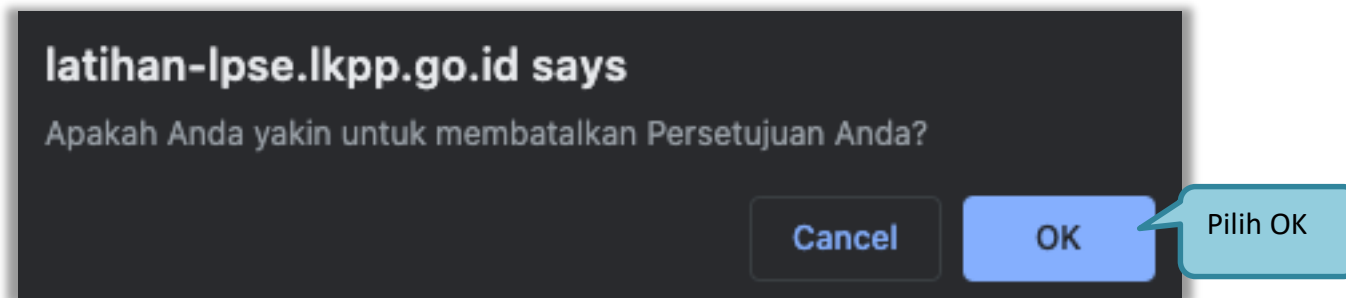 latihan-lpse.lkpp.go.id says
Apakah Anda yakin untuk membatalkan Persetujuan Anda?
Cancel
OK
Pilih OK